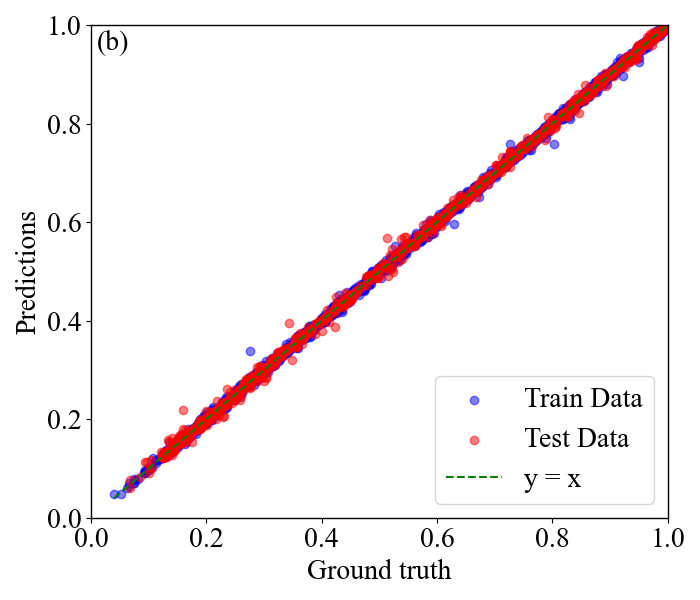 (b)
1.0
0.8
0.6
0.4
0.2
0.0
Predictions
0.0 0.2 0.4 0.6 0.8 1.0
Ground truth
Train Data
Test Data
y = x